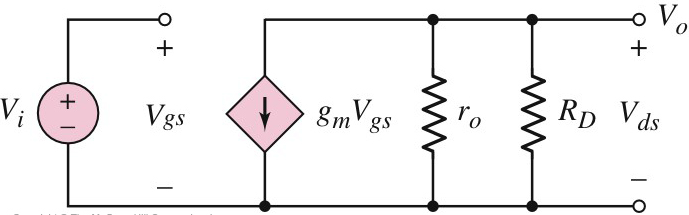 V_o
+ +
V_i + − V_gs g_mV_gs r_o R_D V_ds
− −